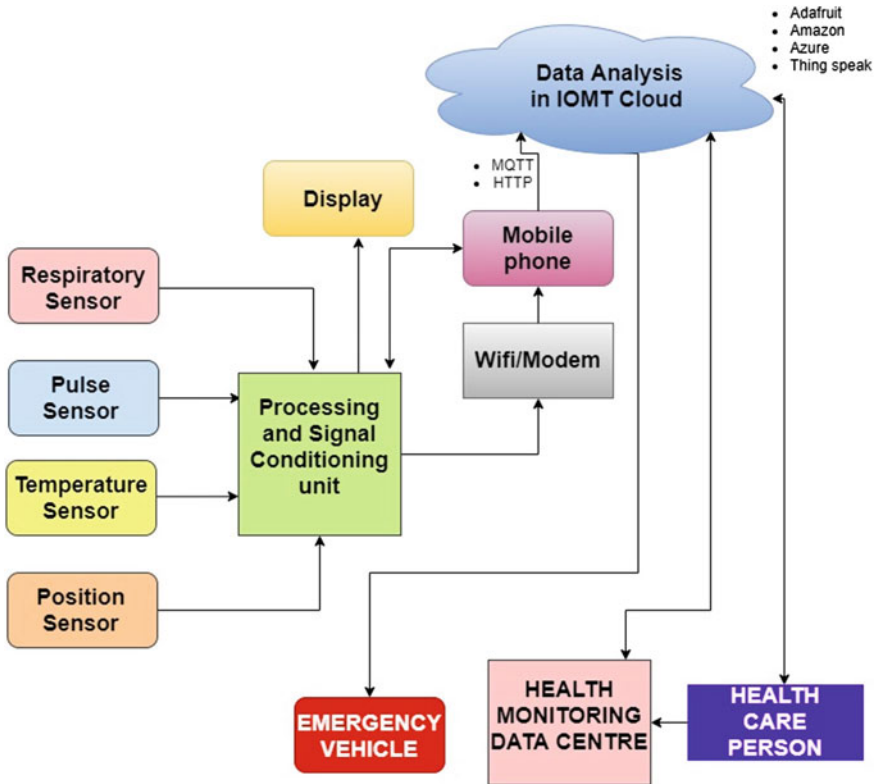 • Adafruit
• Amazon
• Azure
• Thing speak
Data Analysis
in IOMT Cloud
• MQTT
• HTTP
Display
Mobile
phone
Respiratory
Sensor
Wifi/Modem
Pulse
Sensor
Processing
and Signal
Conditioning
unit
Temperature
Sensor
Position
Sensor
EMERGENCY
VEHICLE
HEALTH
MONITORING
DATA CENTRE
HEALTH
CARE
PERSON